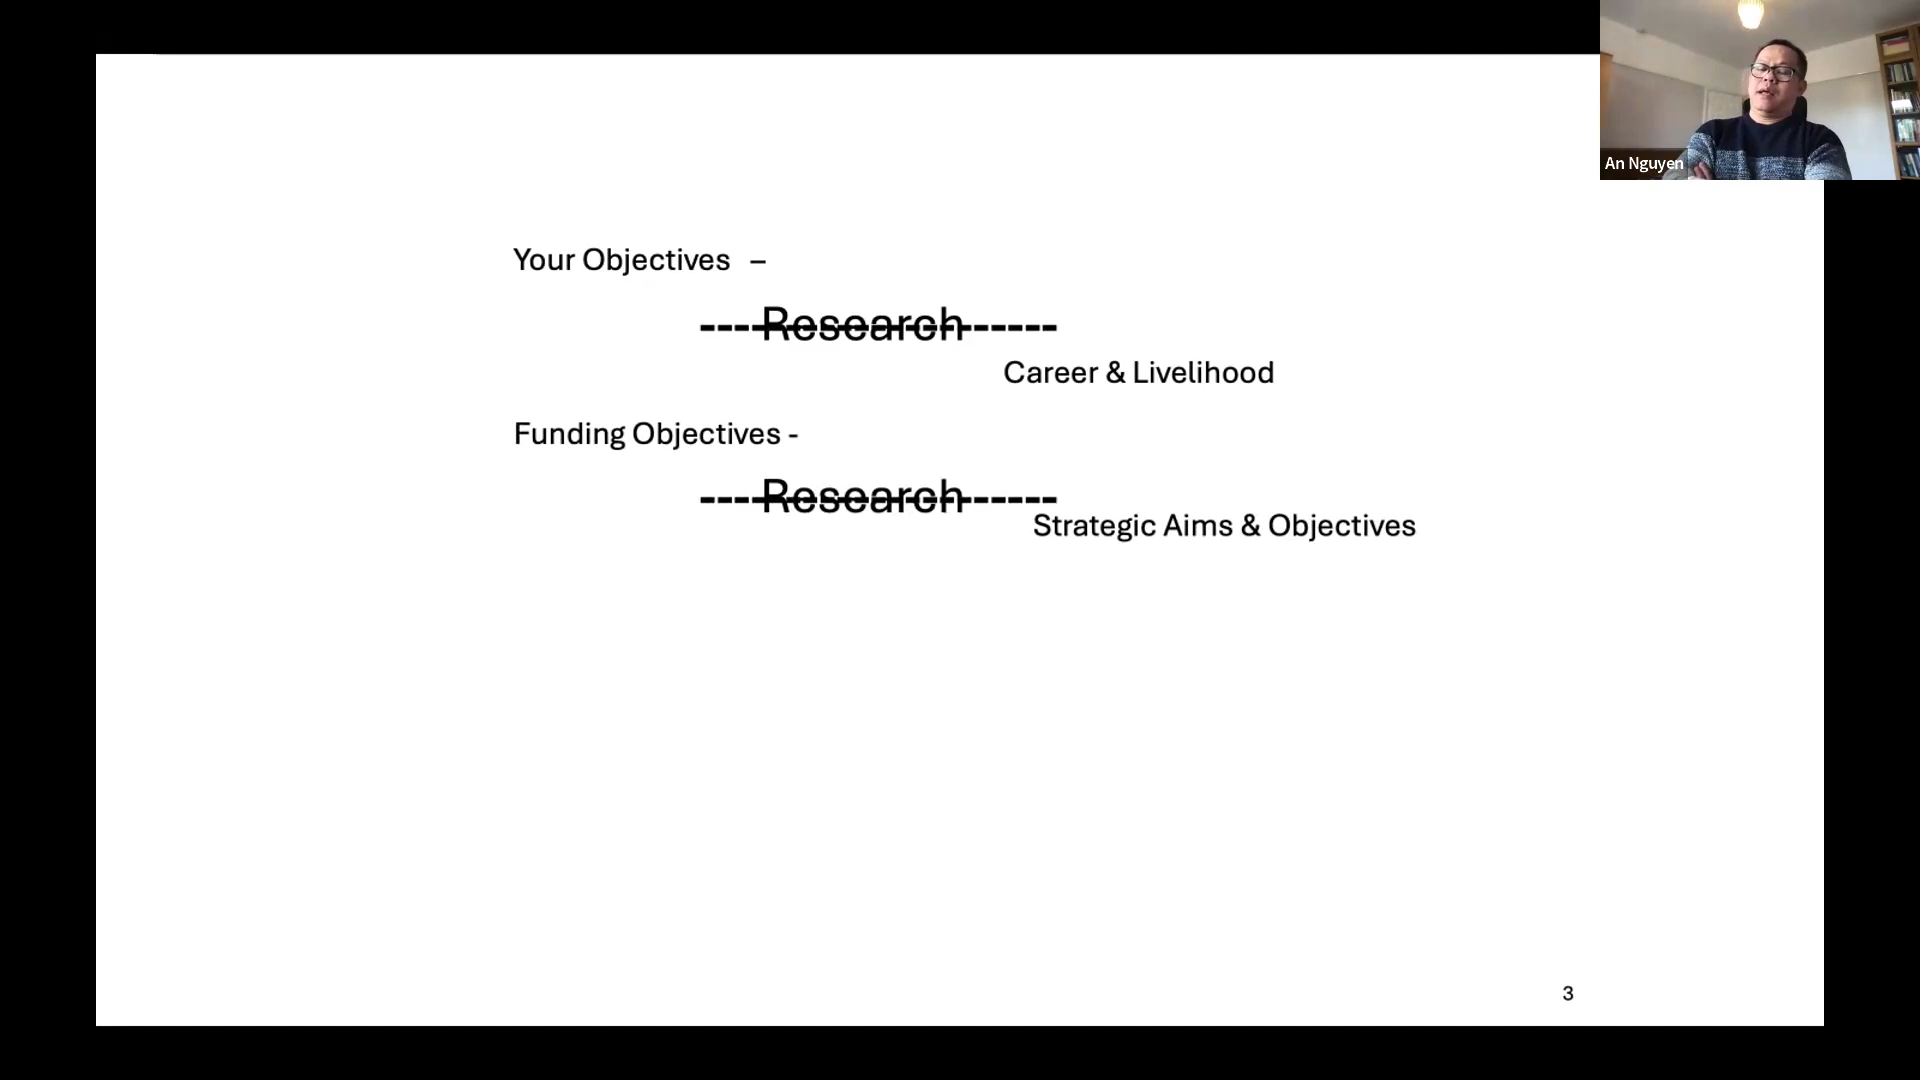 An Nguyen
Your Objectives –
----Research------
Career & Livelihood
Funding Objectives -
----Research------
Strategic Aims & Objectives
3